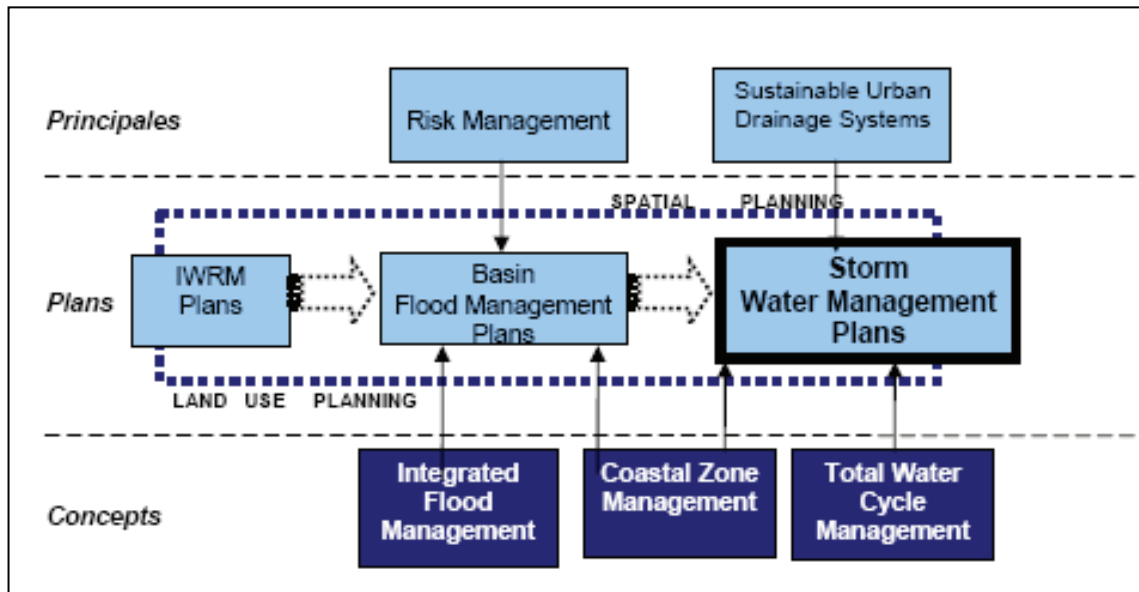 Principales
Risk Management
Sustainable Urban
Drainage Systems
SPATIAL PLANNING
Plans
IWRM
Plans
Basin
Flood Management
Plans
Storm
Water Management
Plans
LAND USE PLANNING
Concepts
Integrated
Flood
Management
Coastal Zone
Management
Total Water
Cycle
Management